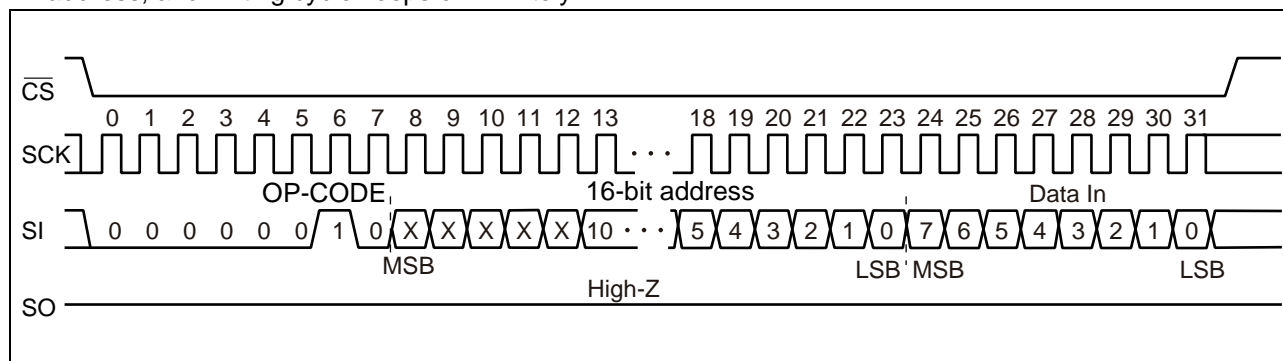 CS
0 1 2 3 4 5 6 7 8 9 10 11 12 13 18 19 20 21 22 23 24 25 26 27 28 29 30 31
SCK
OP-CODE 16-bit address Data In
SI 0 0 0 0 0 0 1 0 X X X X X 10 ··· 5 4 3 2 1 0 7 6 5 4 3 2 1 0
MSB LSB MSB LSB
High-Z
SO